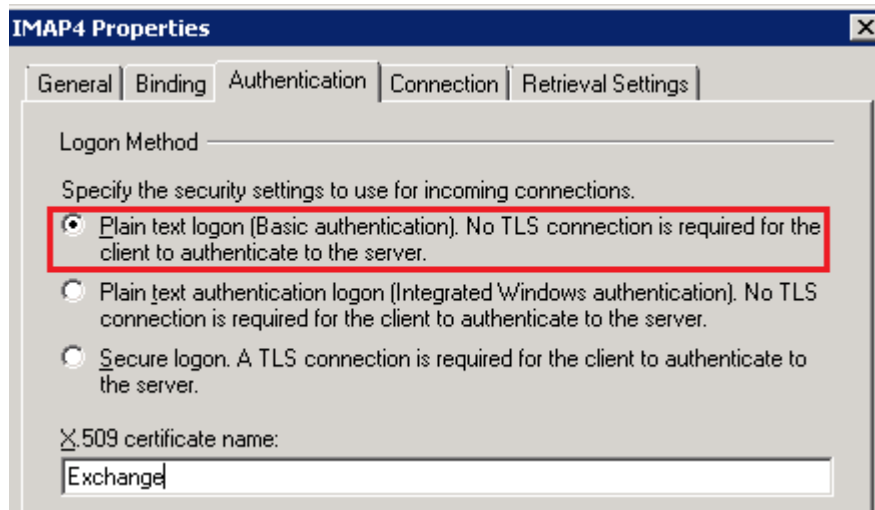 IMAP4 Properties
General Binding Authentication Connection Retrieval Settings
Logon Method
Specify the security settings to use for incoming connections.
Plain text logon (Basic authentication). No TLS connection is required for the
client to authenticate to the server.
Plain text authentication logon (Integrated Windows authentication). No TLS
connection is required for the client to authenticate to the server.
Secure logon. A TLS connection is required for the client to authenticate to
the server.
X.509 certificate name:
Exchange